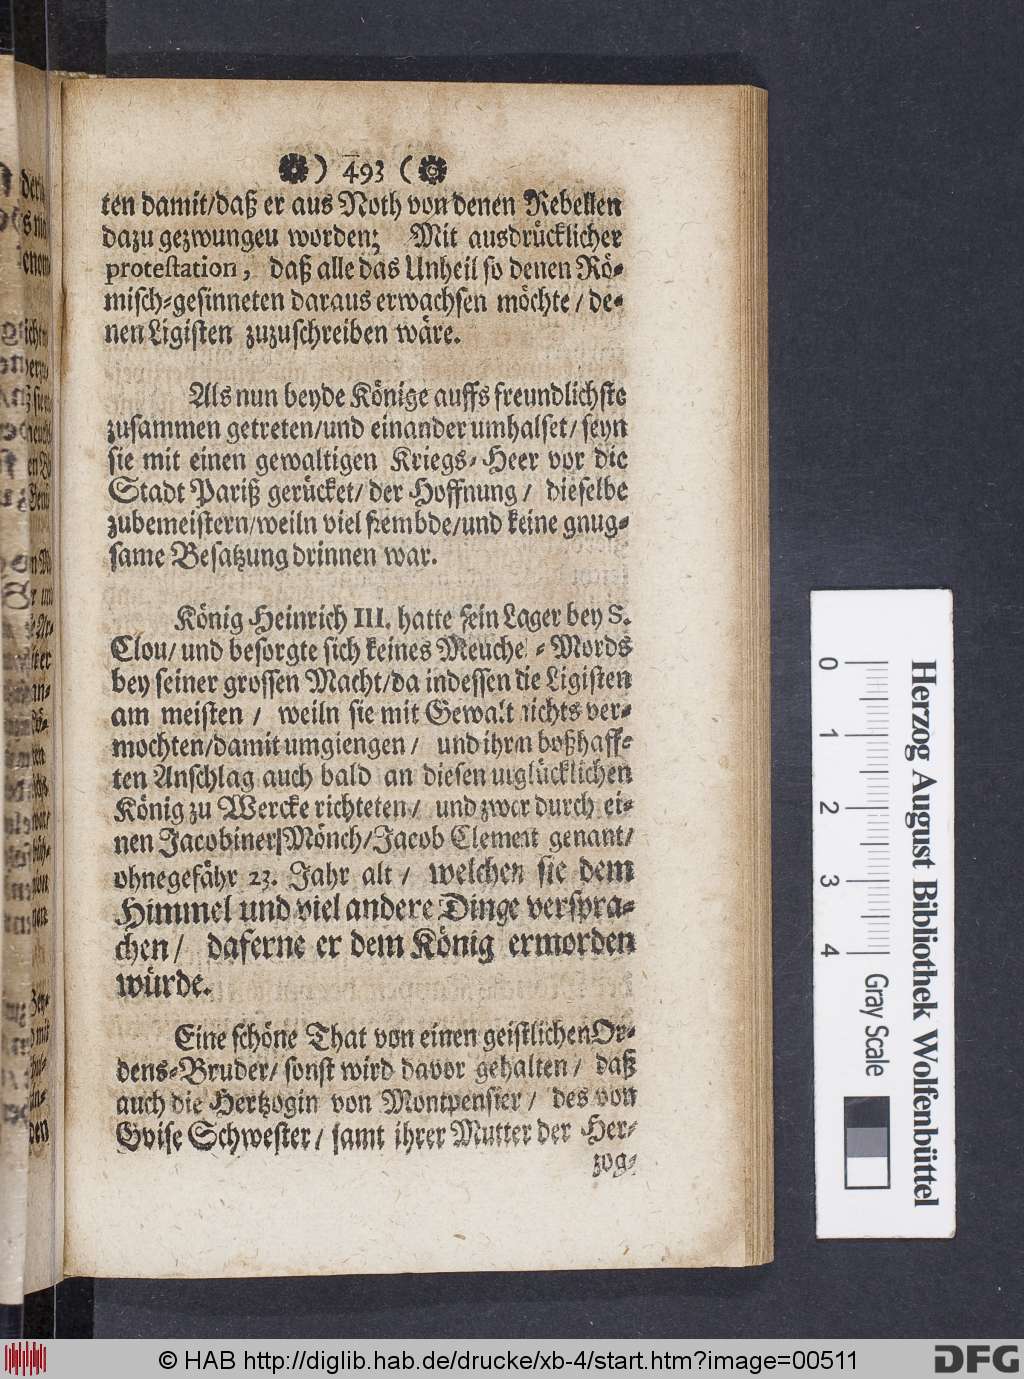 ) 493 (
ten damit/daß er aus Noth von denen Rebellen
dazu gezwungeu worden; Mit ausdrücklicher
protestation, daß alle das Unheil so denen Rö-
misch-gesinneten daraus erwachsen möchte / de-
nen Ligisten zuzuschreiben wäre.
Als nun beyde Könige auffs freundlichste
zusammen getreten/und einander umhalset/ seyn
sie mit einen gewaltigen Kriegs-Heer vor die
Stadt Pariß gerücket/ der Hoffnung / dieselbe
zubemeistern/weiln viel frembde/und keine gnug-
same Besatzung drinnen war.
König Heinrich III. hatte sein Lager bey S.
Clou/ und besorgte sich keines Meuchel-Mords
bey seiner grossen Macht/da indessen die Ligisten
am meisten / weiln sie mit Gewalt nichts ver-
mochten/damit umgiengen / und ihren boßhaff-
ten Anschlag auch bald an diesen unglücklichen
König zu Wercke richteten/ und zwar durch ei-
nen Jacobiner Mönch/Jacob Clement genant/
ohnegefähr 23. Jahr alt / welchen sie dem
Himmel und viel andere Dinge verspra-
chen / daferne er dem König ermorden
würde.
Eine schöne That von einen geistlichen Or-
dens-Bruder/ sonst wird davor gehalten / daß
auch die Hertzogin von Montpensier / des von
Gvise Schwester/ samt ihrer Mutter der Her-
zog-
Herzog August Bibliothek Wolfenbüttel
0 1 2 3 4
Gray Scale
© HAB http://diglib.hab.de/drucke/xb-4/start.htm?image=00511
DFG